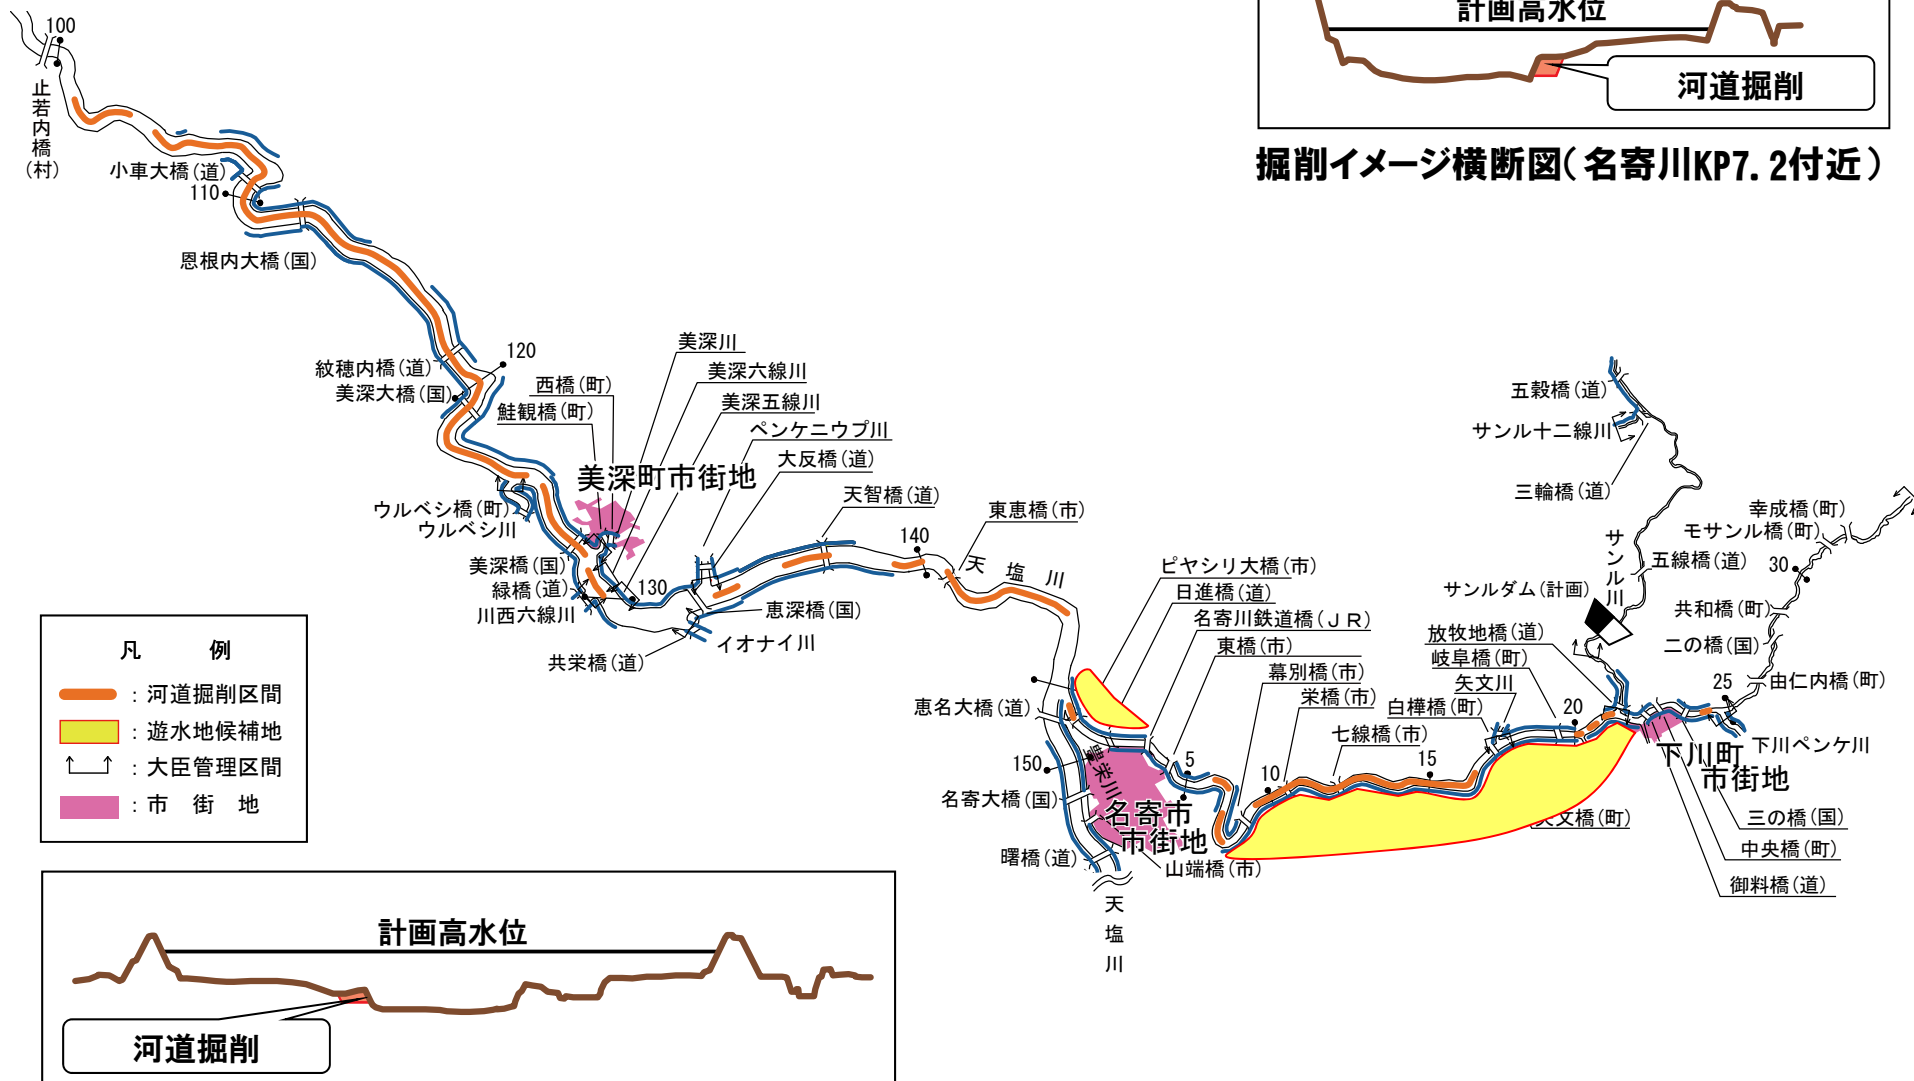 計画高水位
河道掘削
掘削イメージ横断図(名寄川KP7.2付近)
100
止若内橋(村)
小車大橋(道)
110
恩根内大橋(国)
120
紋穂内橋(道)
美深大橋(国)
西橋(町)
鮭観橋(町)
美深川
美深六線川
美深五線川
ペンケニウプ川
大反橋(道)
美深町市街地
天智橋(道)
東恵橋(市)
ウルベシ橋(町)
ウルベシ川
美深橋(国)
緑橋(道)
川西六線川
130
恵深橋(国)
イオナイ川
共栄橋(道)
140
天塩川
ピヤシリ大橋(市)
日進橋(道)
名寄川鉄道橋(JR)
東橋(市)
幕別橋(市)
栄橋(市)
七線橋(市)
恵名大橋(道)
150
豊栄川
名寄大橋(国)
名寄市
市街地
曙橋(道)
山端橋(市)
天塩川
5
10
15
20
25
30
五穀橋(道)
サンル十二線川
三輪橋(道)
サンル川
幸成橋(町)
モサンル橋(町)
五線橋(道)
サンルダム(計画)
共和橋(町)
二の橋(国)
由仁内橋(町)
放牧地橋(道)
岐阜橋(町)
矢文川
白樺橋(町)
下川ペンケ川
下川町
市街地
矢文橋(町)
三の橋(国)
中央橋(町)
御料橋(道)
凡 例
:河道掘削区間
:遊水地候補地
:大臣管理区間
:市 街 地
計画高水位
河道掘削